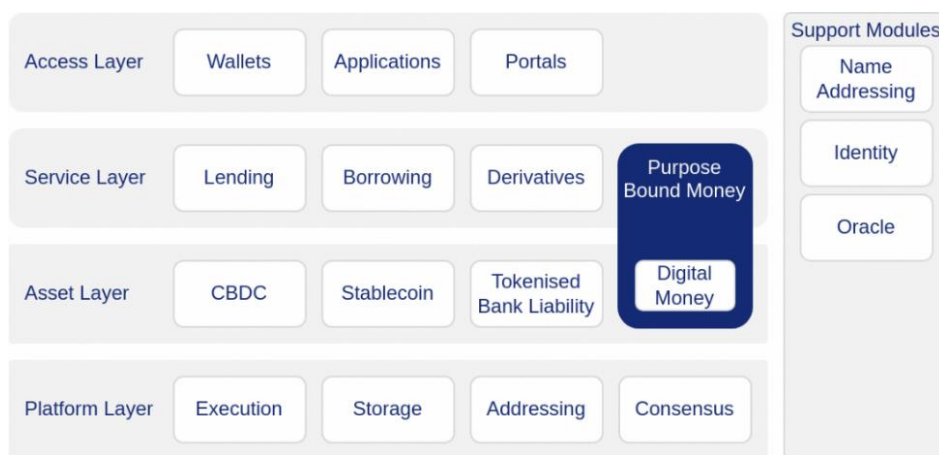 Access Layer
Wallets
Applications
Portals
Service Layer
Lending
Borrowing
Derivatives
Purpose
Bound Money
Asset Layer
CBDC
Stablecoin
Tokenised
Bank Liability
Digital
Money
Platform Layer
Execution
Storage
Addressing
Consensus
Support Modules
Name
Addressing
Identity
Oracle